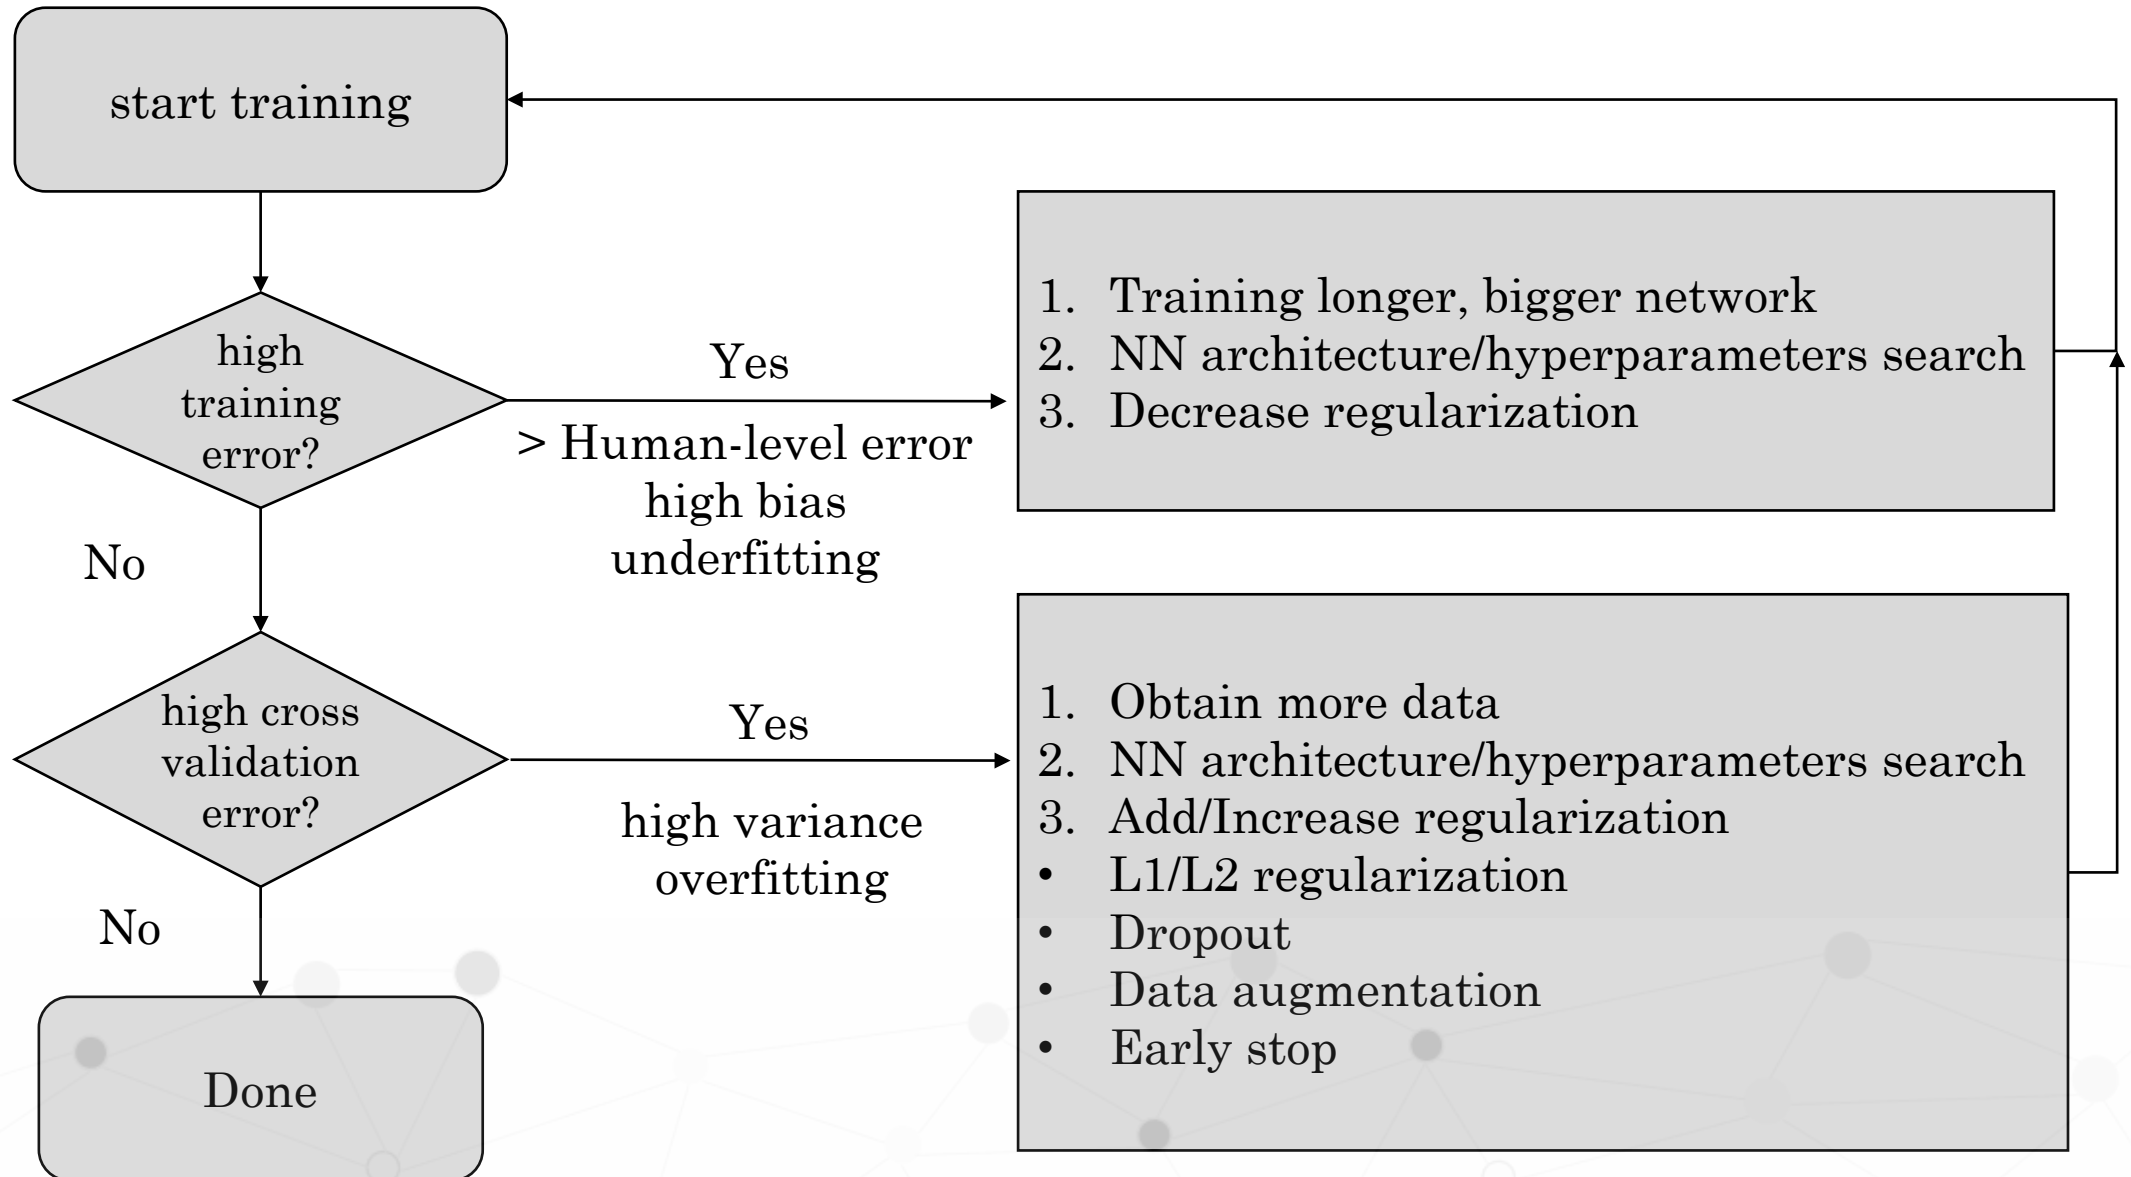 start training
high
training
error?
Yes
> Human-level error
high bias
underfitting
1. Training longer, bigger network
2. NN architecture/hyperparameters search
3. Decrease regularization
No
high cross
validation
error?
Yes
high variance
overfitting
1. Obtain more data
2. NN architecture/hyperparameters search
3. Add/Increase regularization
• L1/L2 regularization
• Dropout
• Data augmentation
• Early stop
No
Done